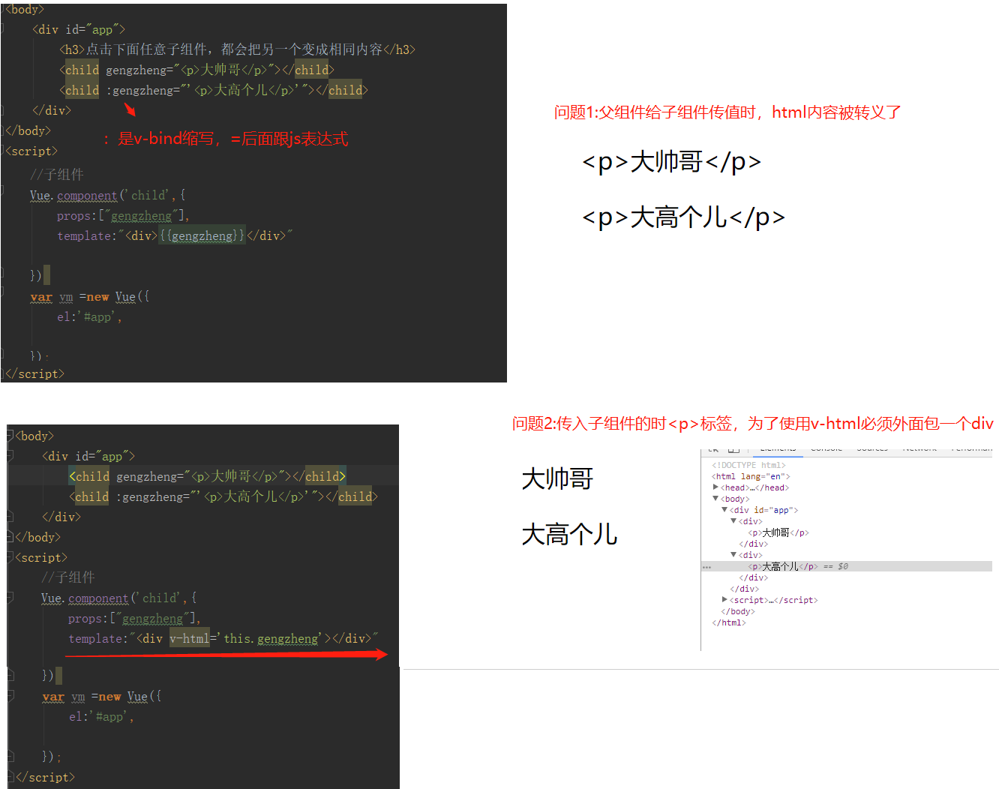 <body>
<div id="app">
<h3>点击下面任意子组件，都会把另一个变成相同内容</h3>
<child gengzheng="<p>大帅哥</p>"></child>
<child :gengzheng="'<p>大高个儿</p>'"></child>
</div>
</body>
：是v-bind缩写，=后面跟js表达式
<script>
//子组件
Vue.component('child',{
props:["gengzheng"],
template:"<div>{{gengzheng}}</div>"
})
var vm =new Vue({
el:'#app',
});
</script>
问题1:父组件给子组件传值时，html内容被转义了
<p>大帅哥</p>
<p>大高个儿</p>
<body>
<div id="app">
<child gengzheng="<p>大帅哥</p>"></child>
<child :gengzheng="'<p>大高个儿</p>'"></child>
</div>
</body>
<script>
//子组件
Vue.component('child',{
props:["gengzheng"],
template:"<div v-html='this.gengzheng'></div>"
})
var vm =new Vue({
el:'#app',
});
</script>
问题2:传入子组件的时<p>标签，为了使用v-html必须外面包一个div
大帅哥
大高个儿
Elements Console Sources Network
<!DOCTYPE html>
<html lang="en">
<head>…</head>
<body>
<div id="app">
<div>
<p>大帅哥</p>
</div>
<div>
<p>大高个儿</p> == $0
</div>
</div>
<script>…</script>
</body>
</html>